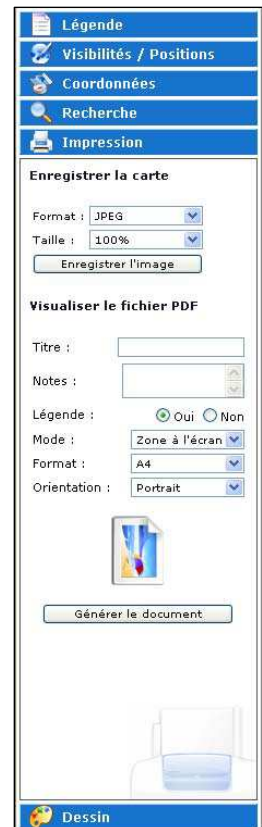 Légende
Visibilités / Positions
Coordonnées
Recherche
Impression
Enregistrer la carte
Format : JPEG
Taille : 100%
Enregistrer l'image
Visualiser le fichier PDF
Titre :
Notes :
Légende : Oui Non
Mode : Zone à l'écran
Format : A4
Orientation : Portrait
Générer le document
Dessin